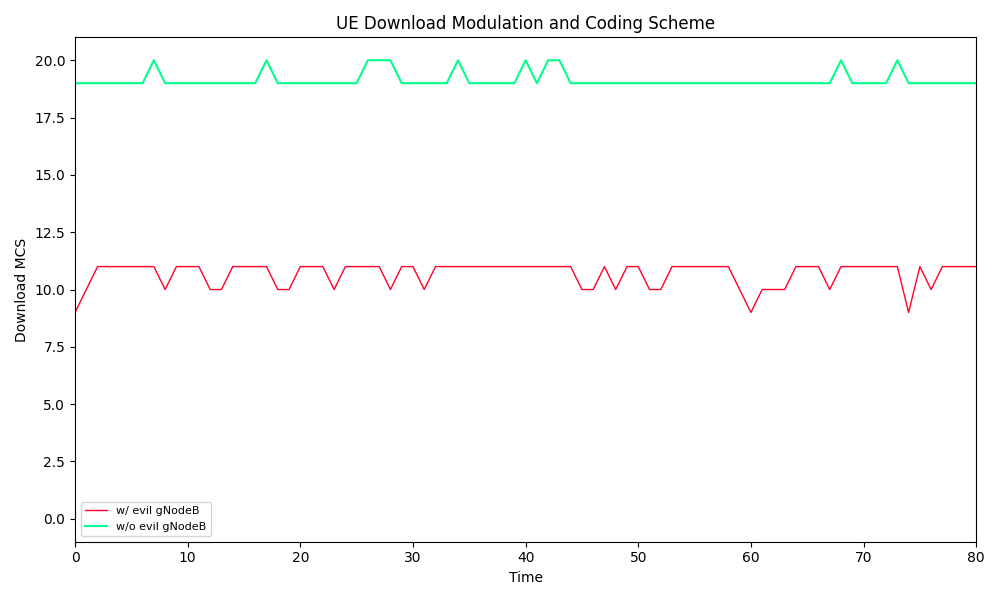 UE Download Modulation and Coding Scheme
20.0
17.5
15.0
12.5
10.0
7.5
5.0
2.5
0.0
Download MCS
w/ evil gNodeB
w/o evil gNodeB
0 10 20 30 40 50 60 70 80
Time